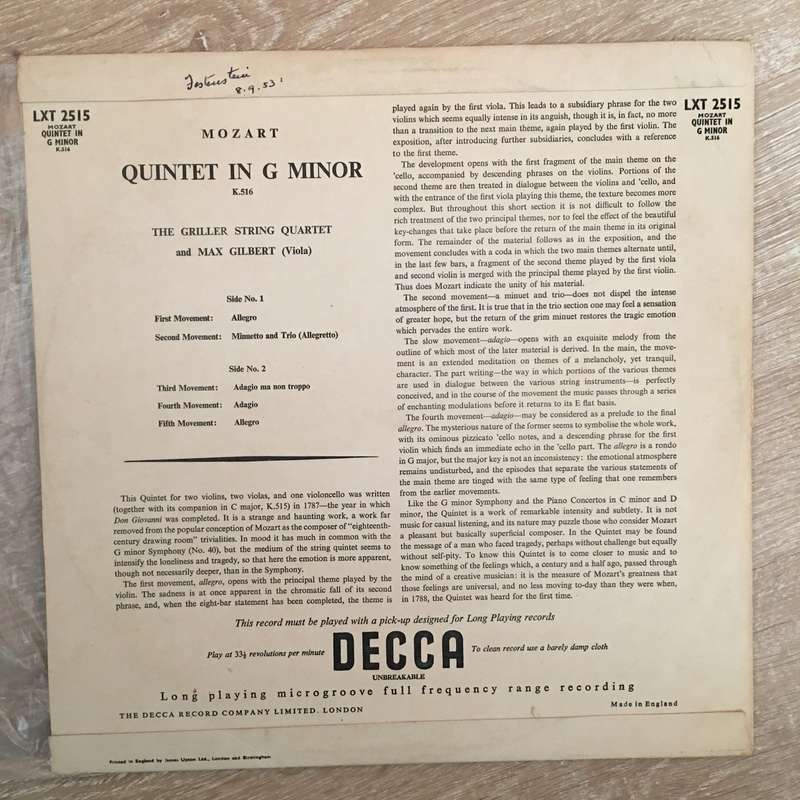 Festenstein
8.9.53
LXT 2515
MOZART
QUINTET IN
G MINOR
K.516
MOZART
QUINTET IN G MINOR
K.516
THE GRILLER STRING QUARTET
and MAX GILBERT (Viola)
Side No. 1
First Movement: Allegro
Second Movement: Minuetto and Trio (Allegretto)
Side No. 2
Third Movement: Adagio ma non troppo
Fourth Movement: Adagio
Fifth Movement: Allegro
This Quintet for two violins, two violas, and one violoncello was written
(together with its companion in C major, K.515) in 1787—the year in which
Don Giovanni was completed. It is a strange and haunting work, a work far
removed from the popular conception of Mozart as the composer of "eighteenth-
century drawing room" trivialities. In mood it has much in common with the
G minor Symphony (No. 40), but the medium of the string quintet seems to
intensify the loneliness and tragedy, so that here the emotion is more apparent,
though not necessarily deeper, than in the Symphony.
The first movement, allegro, opens with the principal theme played by the
violin. The sadness is at once apparent in the chromatic fall of its second
phrase, and, when the eight-bar statement has been completed, the theme is
played again by the first viola. This leads to a subsidiary phrase for the two
violins which seems equally intense in its anguish, though it is, in fact, no more
than a transition to the next main theme, again played by the first violin. The
exposition, after introducing further subsidiaries, concludes with a reference
to the first theme.
The development opens with the first fragment of the main theme on the
'cello, accompanied by descending phrases on the violins. Portions of the
second theme are then treated in dialogue between the violins and 'cello, and
with the entrance of the first viola playing this theme, the texture becomes more
complex. But throughout this short section it is not difficult to follow the
rich treatment of the two principal themes, nor to feel the effect of the beautiful
key-changes that take place before the return of the main theme in its original
form. The remainder of the material follows as in the exposition, and the
movement concludes with a coda in which the two main themes alternate until,
in the last few bars, a fragment of the second theme played by the first viola
and second violin is merged with the principal theme played by the first violin.
Thus does Mozart indicate the unity of his material.
The second movement—a minuet and trio—does not dispel the intense
atmosphere of the first. It is true that in the trio section one may feel a sensation
of greater hope, but the return of the grim minuet restores the tragic emotion
which pervades the entire work.
The slow movement—adagio—opens with an exquisite melody from the
outline of which most of the later material is derived. In the main, the move-
ment is an extended meditation on themes of a melancholy, yet tranquil,
character. The part writing—the way in which portions of the various themes
are used in dialogue between the various string instruments—is perfectly
conceived, and in the course of the movement the music passes through a series
of enchanting modulations before it returns to its E flat basis.
The fourth movement—adagio—may be considered as a prelude to the final
allegro. The mysterious nature of the former seems to symbolise the whole work,
with its ominous pizzicato 'cello notes, and a descending phrase for the first
violin which finds an immediate echo in the 'cello part. The allegro is a rondo
in G major, but the major key is not an inconsistency: the emotional atmosphere
remains undisturbed, and the episodes that separate the various statements of
the main theme are tinged with the same type of feeling that one remembers
from the earlier movements.
Like the G minor Symphony and the Piano Concertos in C minor and D
minor, the Quintet is a work of remarkable intensity and subtlety. It is not
music for casual listening, and its nature may puzzle those who consider Mozart
a pleasant but basically superficial composer. In the Quintet may be found
the message of a man who faced tragedy, perhaps without challenge but equally
without self-pity. To know this Quintet is to come closer to music and to
know something of the feelings which, a century and a half ago, passed through
the mind of a creative musician: it is the measure of Mozart's greatness that
those feelings are universal, and no less moving to-day than they were when,
in 1788, the Quintet was heard for the first time.
LXT 2515
MOZART
QUINTET IN
G MINOR
K.516
This record must be played with a pick-up designed for Long Playing records
Play at 33⅓ revolutions per minute DECCA To clean record use a barely damp cloth
UNBREAKABLE
Long playing microgroove full frequency range recording
THE DECCA RECORD COMPANY LIMITED. LONDON
Made in England
Printed in England by James Upton Ltd., London and Birmingham